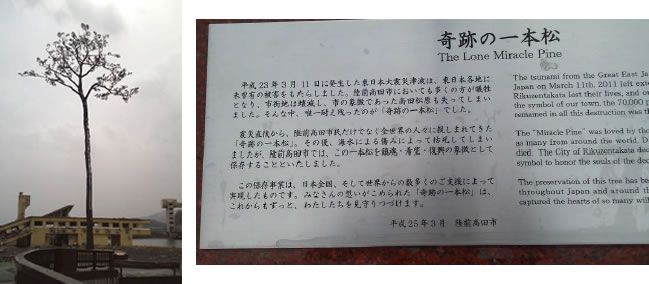 奇跡の一本松
The Lone Miracle Pine
平成23年3月11日に発生した東日本大震災津波は、東日本各地に
未曽有の被害をもたらしました。陸前高田市においても多くの方が犠牲
となり、市街地は壊滅し、市の象徴であった高田松原も失ってしまい
ました。そんな中、唯一耐え残ったのが「奇跡の一本松」でした。
震災直後から、陸前高田市民だけでなく全世界の人々に親しまれてきた
「奇跡の一本松」。その後、海水による傷みによって枯死してしまい
ましたが、陸前高田市では、この一本松を鎮魂・希望・復興の象徴として
保存することといたしました。
この保存事業は、日本全国、そして世界からの数多くのご支援によって
実現したものです。みなさんの想いがこめられた「奇跡の一本松」は、
これからもずっと、わたしたちを見守りつづけます。
平成25年3月 陸前高田市
The tsunami from the Great East Ja
Japan on March 11th, 2011 left ext
Rikuzentakata lost their lives, and ou
the symbol of our town, the 70,000 p
remained in all this destruction was th
The "Miracle Pine" was loved by the
as many from around the world. D
died. The City of Rikuzentakata dec
symbol to honor the souls of the dec
The preservation of this tree has be
throughout Japan and around th
captured the hearts of so many will